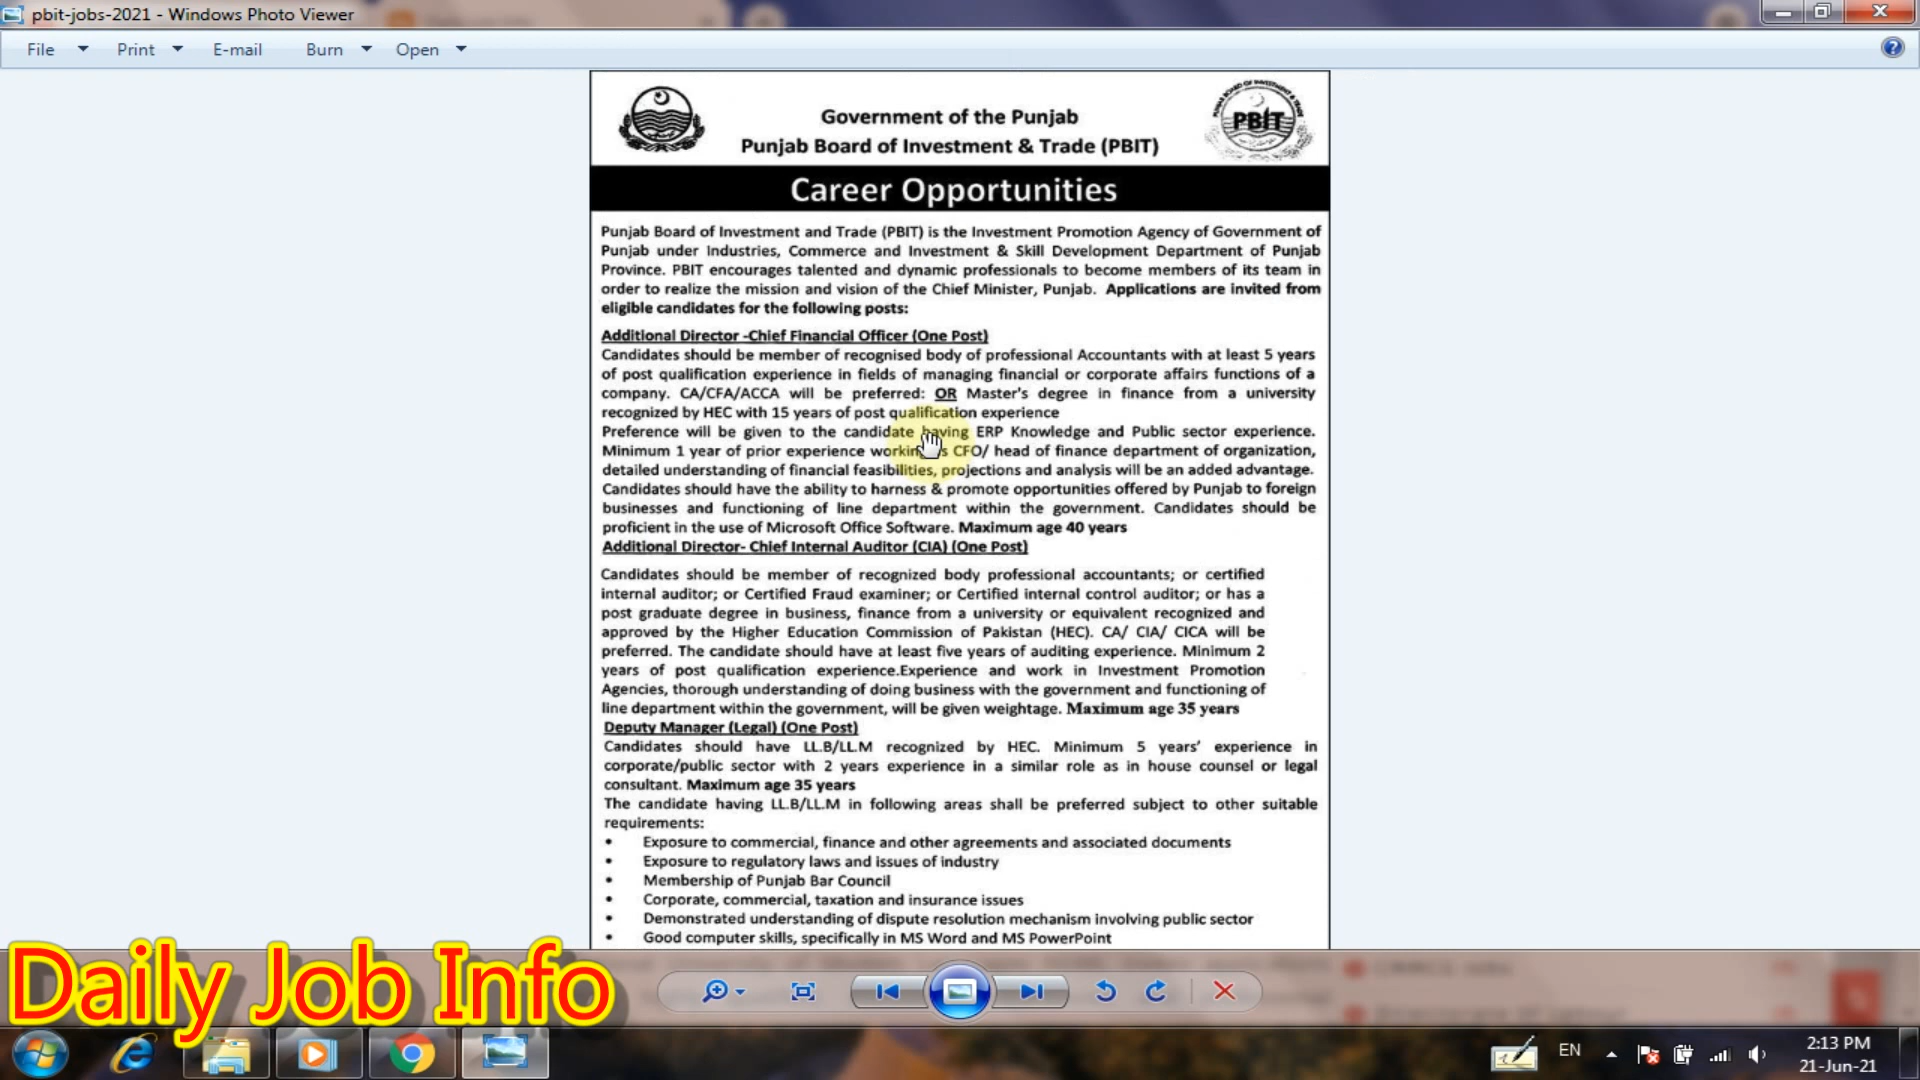 pbit-jobs-2021 - Windows Photo Viewer
File Print E-mail Burn Open
Government of the Punjab
Punjab Board of Investment & Trade (PBIT)
PUNJAB BOARD OF INVESTMENT & TRADE
PBIT
Career Opportunities
Punjab Board of Investment and Trade (PBIT) is the Investment Promotion Agency of Government of
Punjab under Industries, Commerce and Investment & Skill Development Department of Punjab
Province. PBIT encourages talented and dynamic professionals to become members of its team in
order to realize the mission and vision of the Chief Minister, Punjab. Applications are invited from
eligible candidates for the following posts:
Additional Director -Chief Financial Officer (One Post)
Candidates should be member of recognised body of professional Accountants with at least 5 years
of post qualification experience in fields of managing financial or corporate affairs functions of a
company. CA/CFA/ACCA will be preferred: OR Master's degree in finance from a university
recognized by HEC with 15 years of post qualification experience
Preference will be given to the candidate having ERP Knowledge and Public sector experience.
Minimum 1 year of prior experience working CFO/ head of finance department of organization,
detailed understanding of financial feasibilities, projections and analysis will be an added advantage.
Candidates should have the ability to harness & promote opportunities offered by Punjab to foreign
businesses and functioning of line department within the government. Candidates should be
proficient in the use of Microsoft Office Software. Maximum age 40 years
Additional Director- Chief Internal Auditor (CIA) (One Post)
Candidates should be member of recognized body professional accountants; or certified
internal auditor; or Certified Fraud examiner; or Certified internal control auditor; or has a
post graduate degree in business, finance from a university or equivalent recognized and
approved by the Higher Education Commission of Pakistan (HEC). CA/ CIA/ CICA will be
preferred. The candidate should have at least five years of auditing experience. Minimum 2
years of post qualification experience.Experience and work in Investment Promotion
Agencies, thorough understanding of doing business with the government and functioning of
line department within the government, will be given weightage. Maximum age 35 years
Deputy Manager (Legal) (One Post)
Candidates should have LL.B/LL.M recognized by HEC. Minimum 5 years' experience in
corporate/public sector with 2 years experience in a similar role as in house counsel or legal
consultant. Maximum age 35 years
The candidate having LL.B/LL.M in following areas shall be preferred subject to other suitable
requirements:
• Exposure to commercial, finance and other agreements and associated documents
• Exposure to regulatory laws and issues of industry
• Membership of Punjab Bar Council
• Corporate, commercial, taxation and insurance issues
• Demonstrated understanding of dispute resolution mechanism involving public sector
• Good computer skills, specifically in MS Word and MS PowerPoint
Daily Job Info
EN
2:13 PM
21-Jun-21